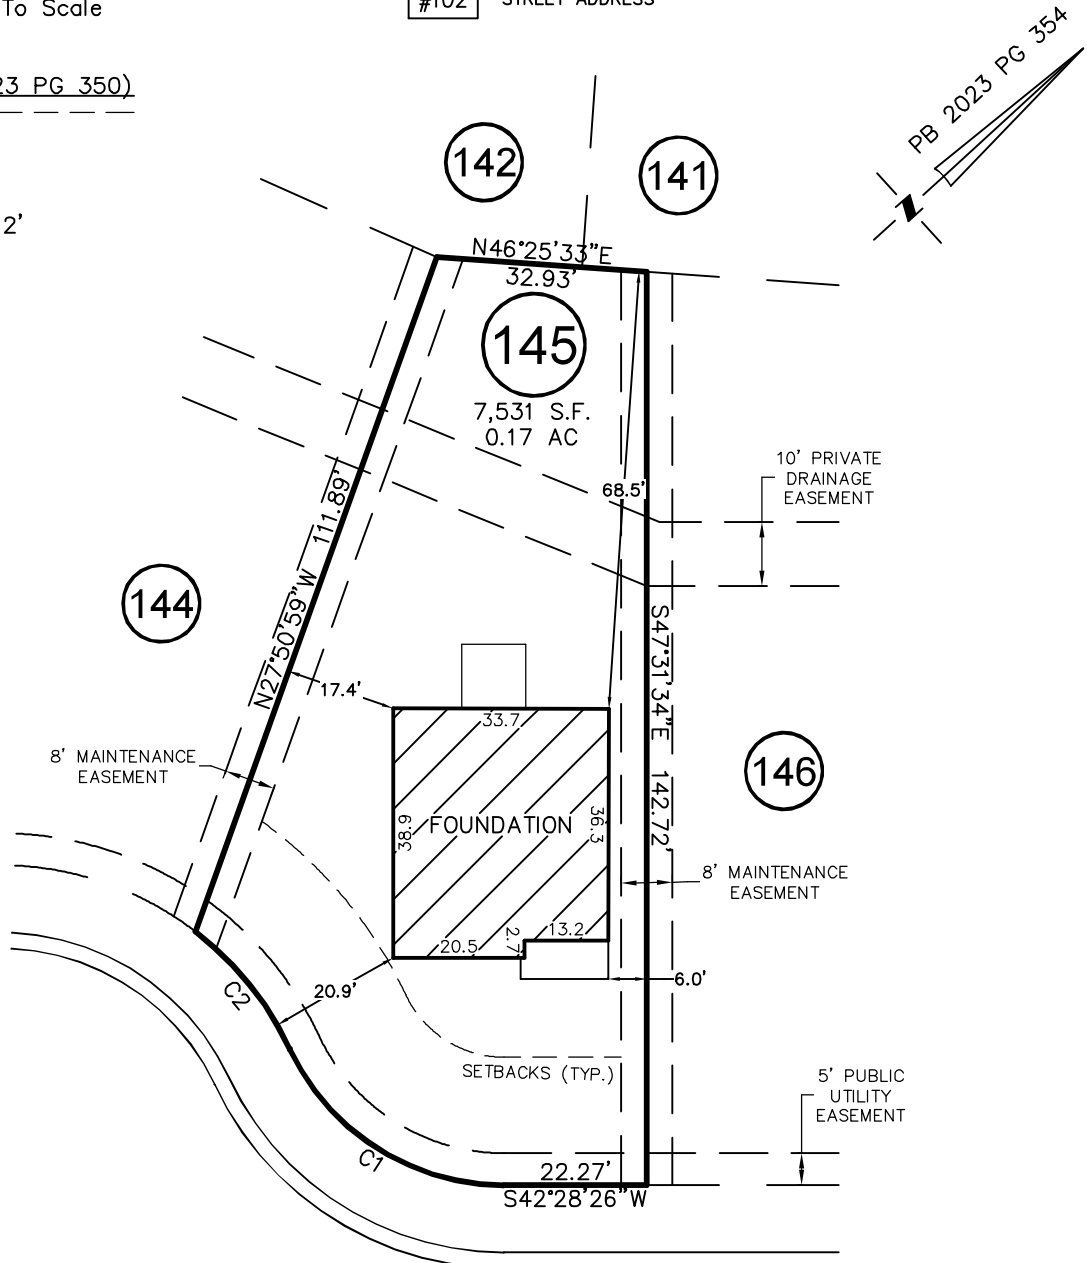 To Scale
#102
STREET ADDRESS
23 PG 350)
PB 2023 PG 354
2'
142
141
N46°25'33"E
32.93'
145
7,531 S.F.
0.17 AC
10' PRIVATE
DRAINAGE
EASEMENT
68.5'
N27°50'59"W 111.89'
144
S47°31'34"E 142.72'
17.4'
33.7
8' MAINTENANCE
EASEMENT
146
38.9
FOUNDATION
36.3
8' MAINTENANCE
EASEMENT
13.2
2.7
20.5
6.0'
20.9'
C2
SETBACKS (TYP.)
5' PUBLIC
UTILITY
EASEMENT
C1
22.27'
S42°28'26"W